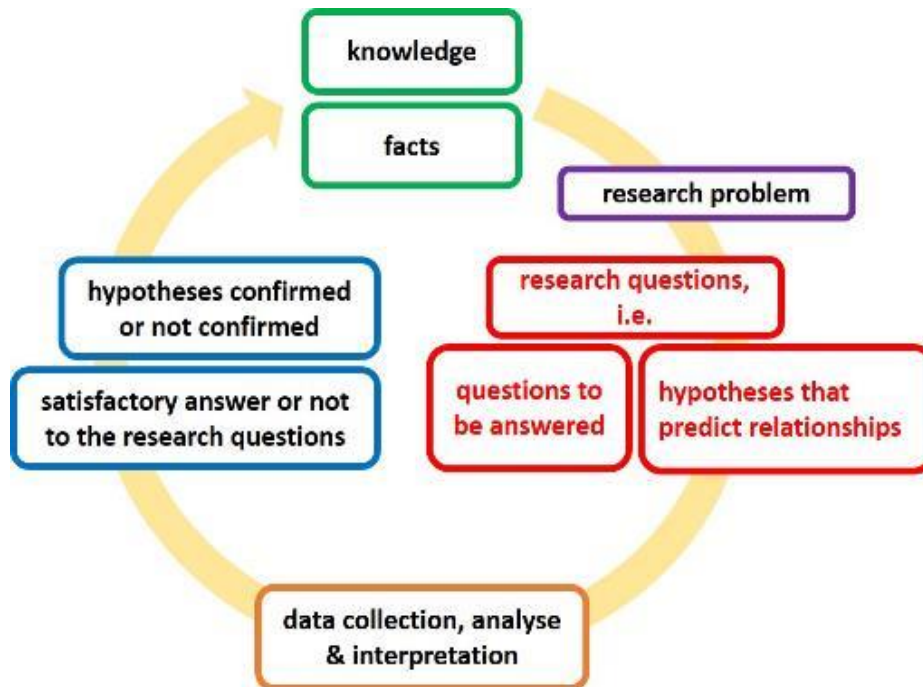 knowledge
facts
research problem
research questions,
i.e.
questions to
be answered
hypotheses that
predict relationships
data collection, analyse
& interpretation
hypotheses confirmed
or not confirmed
satisfactory answer or not
to the research questions